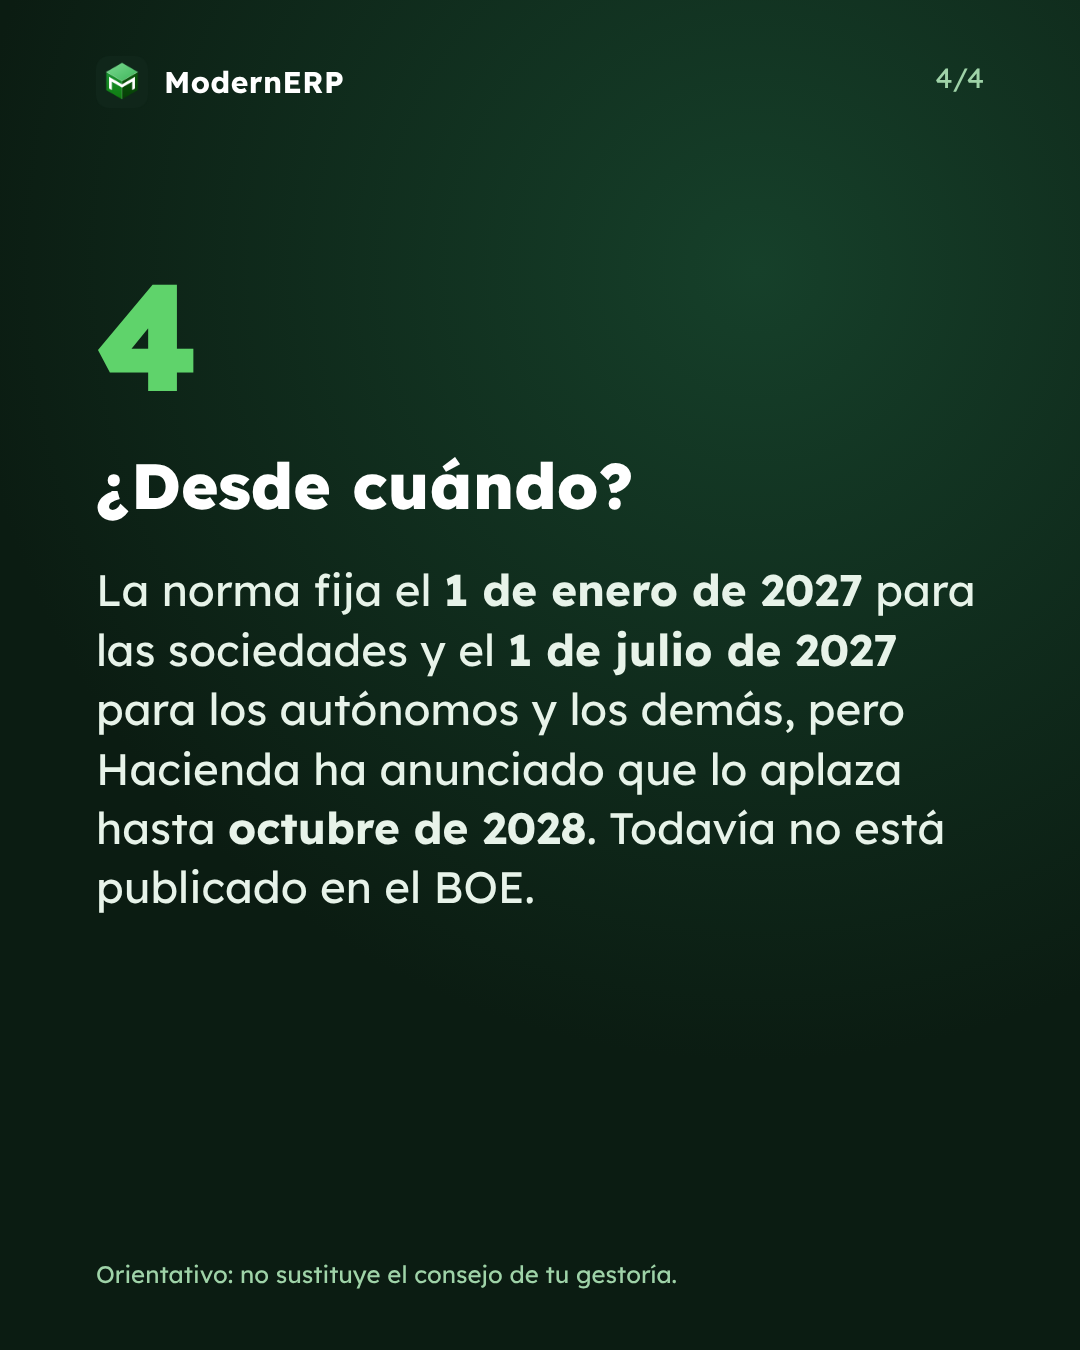 ModernERP
4/4
4
¿Desde cuándo?
La norma fija el 1 de enero de 2027 para
las sociedades y el 1 de julio de 2027
para los autónomos y los demás, pero
Hacienda ha anunciado que lo aplaza
hasta octubre de 2028. Todavía no está
publicado en el BOE.
Orientativo: no sustituye el consejo de tu gestoría.